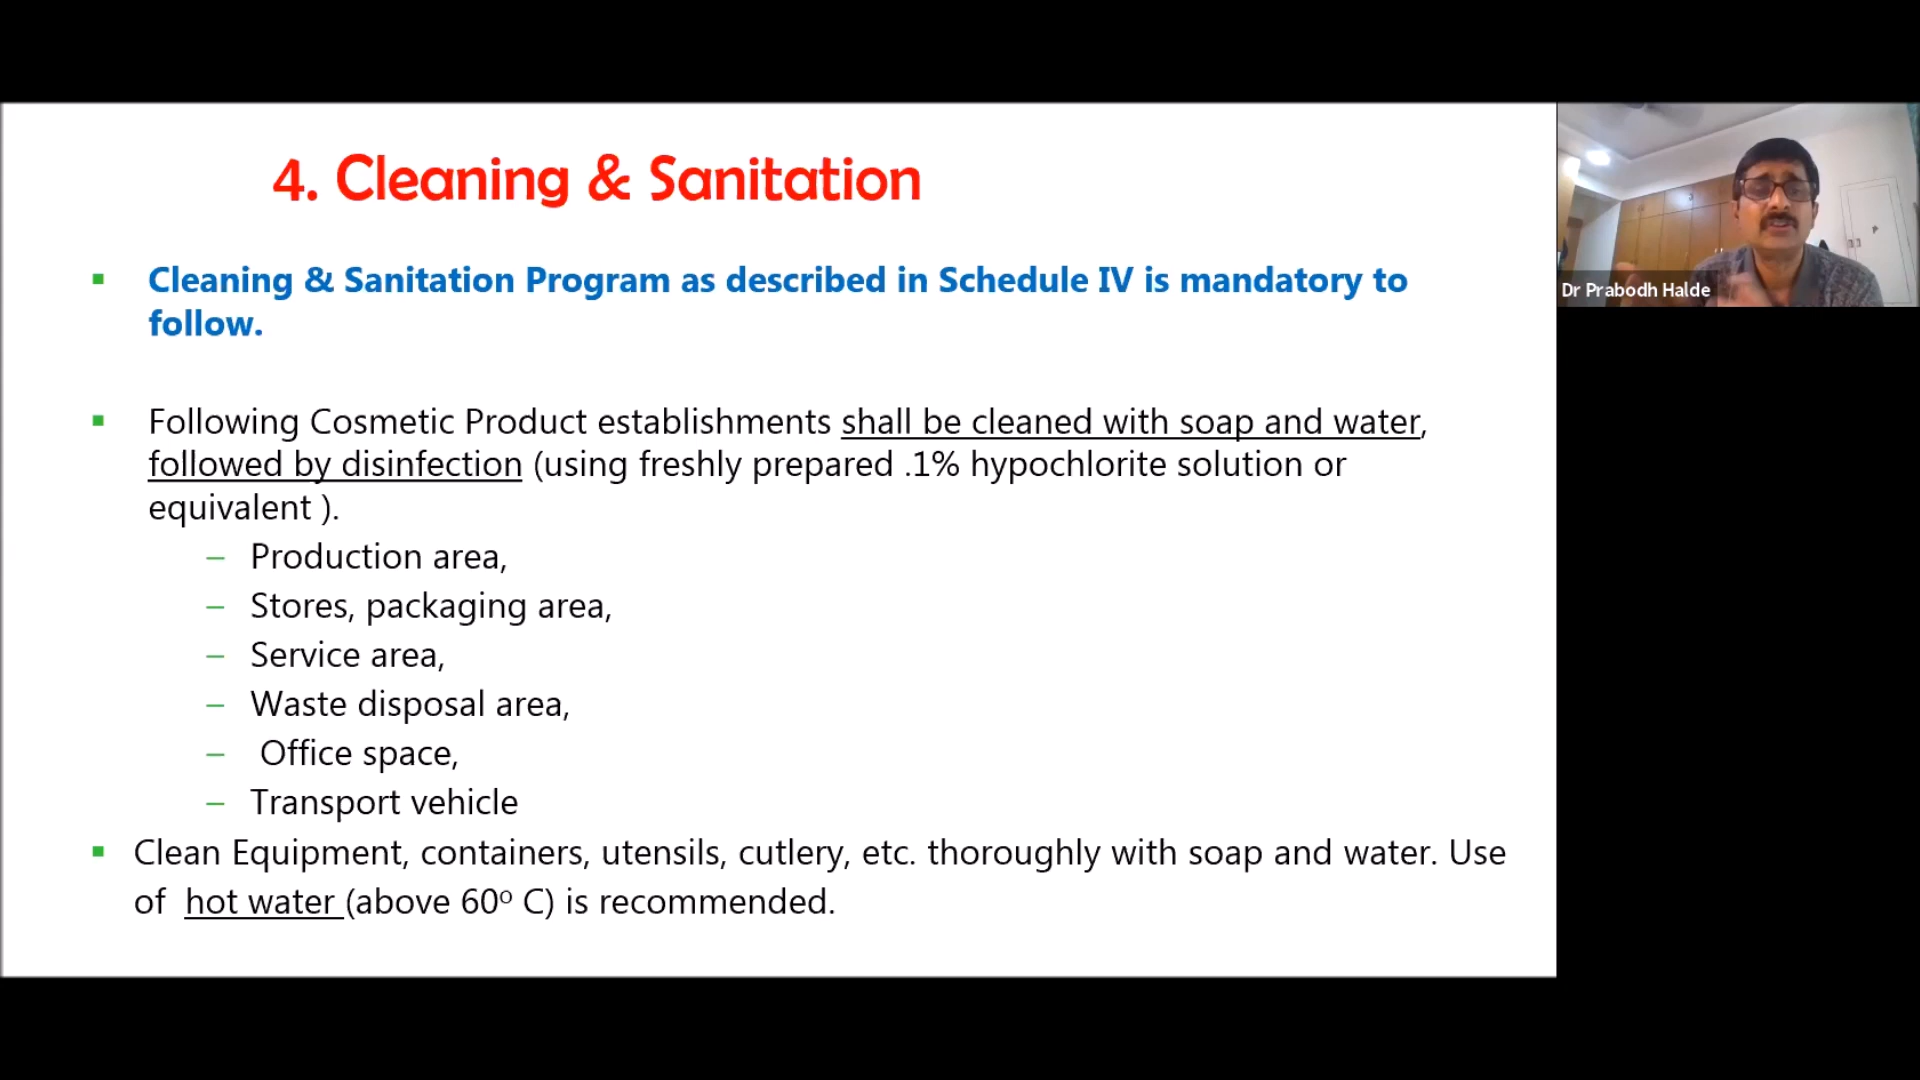 4. Cleaning & Sanitation
▪ Cleaning & Sanitation Program as described in Schedule IV is mandatory to
follow.
▪ Following Cosmetic Product establishments shall be cleaned with soap and water,
followed by disinfection (using freshly prepared .1% hypochlorite solution or
equivalent ).
– Production area,
– Stores, packaging area,
– Service area,
– Waste disposal area,
– Office space,
– Transport vehicle
▪ Clean Equipment, containers, utensils, cutlery, etc. thoroughly with soap and water. Use
of hot water (above 60º C) is recommended.
Dr Prabodh Halde